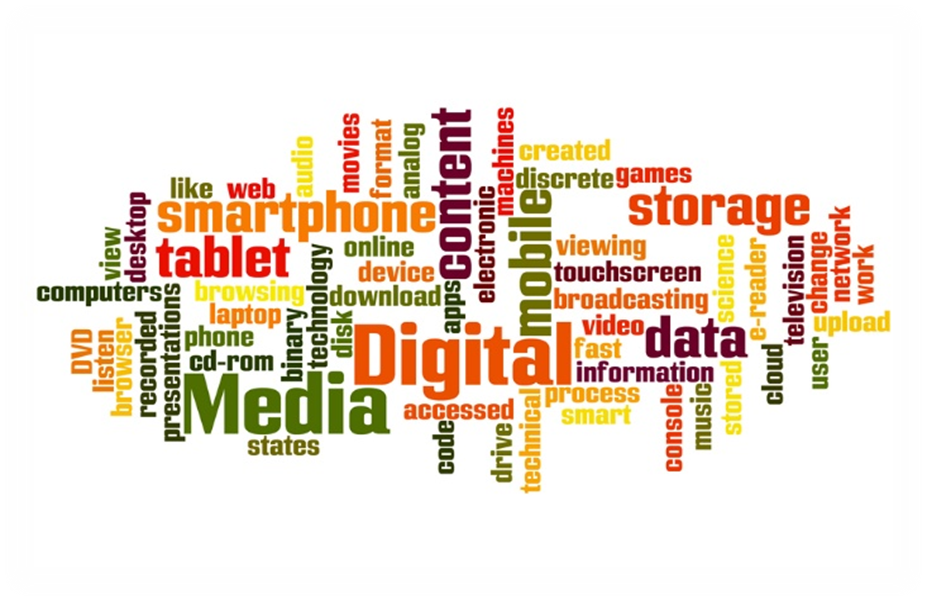 movies
format
analog
content
machines
audio
created
like
web
discrete
games
desktop
smartphone
electronic
mobile
storage
view
tablet
online
viewing
science
e-reader
television
change
network
work
technology
device
touchscreen
computers
browsing
download
apps
broadcasting
presentations
laptop
binary
disk
Digital
video
data
upload
DVD
listen
browser
recorded
phone
fast
cloud
user
cd-rom
information
Media
accessed
process
stored
smart
console
music
states
code
drive
technical